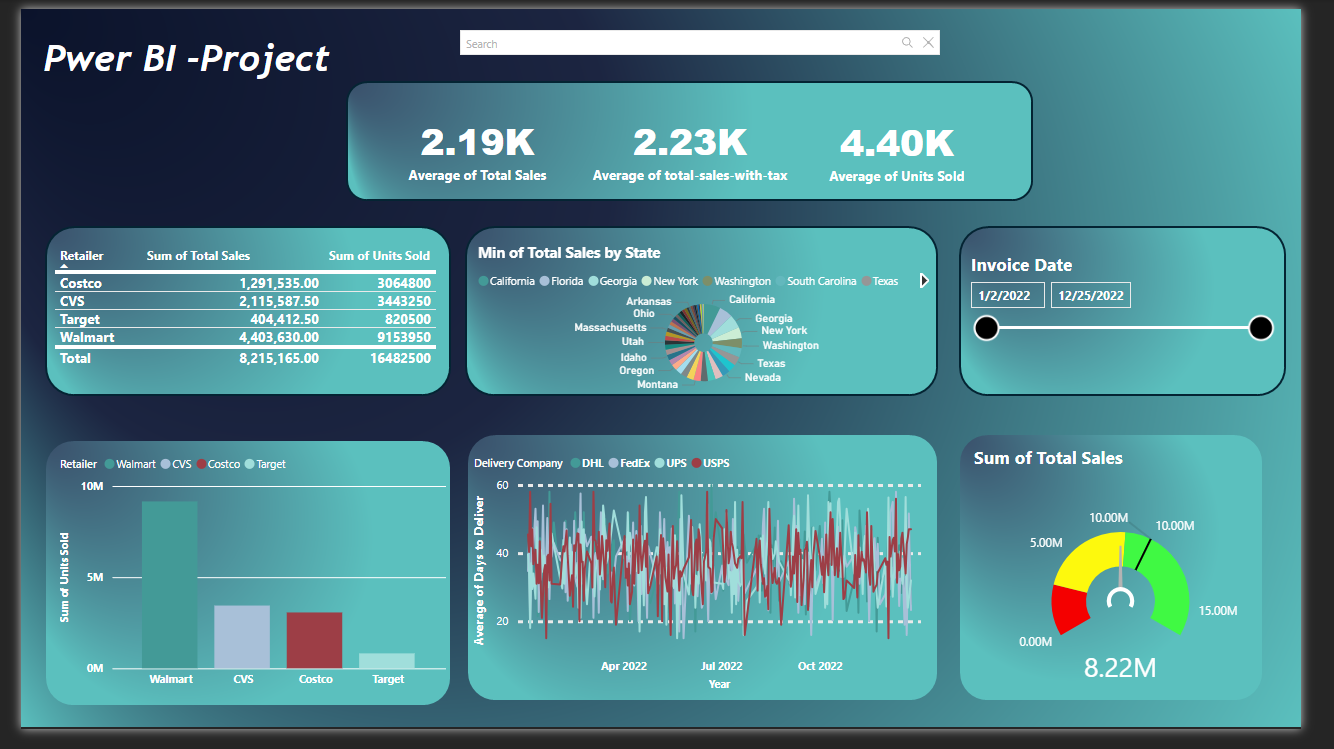 Pwer BI -Project
Search
2.19K
Average of Total Sales
2.23K
Average of total-sales-with-tax
4.40K
Average of Units Sold
Retailer Sum of Total Sales Sum of Units Sold
Costco 1,291,535.00 3064800
CVS 2,115,587.50 3443250
Target 404,412.50 820500
Walmart 4,403,630.00 9153950
Total 8,215,165.00 16482500
Min of Total Sales by State
California Florida Georgia New York Washington South Carolina Texas
Arkansas
Ohio
Massachusetts
Utah
Idaho
Oregon
Montana
California
Georgia
New York
Washington
Texas
Nevada
Invoice Date
1/2/2022 12/25/2022
Retailer Walmart CVS Costco Target
Sum of Units Sold
10M
5M
0M
Walmart CVS Costco Target
Delivery Company DHL FedEx UPS USPS
Average of Days to Deliver
60
40
20
Apr 2022 Jul 2022 Oct 2022
Year
Sum of Total Sales
10.00M 10.00M
5.00M
15.00M
0.00M
8.22M